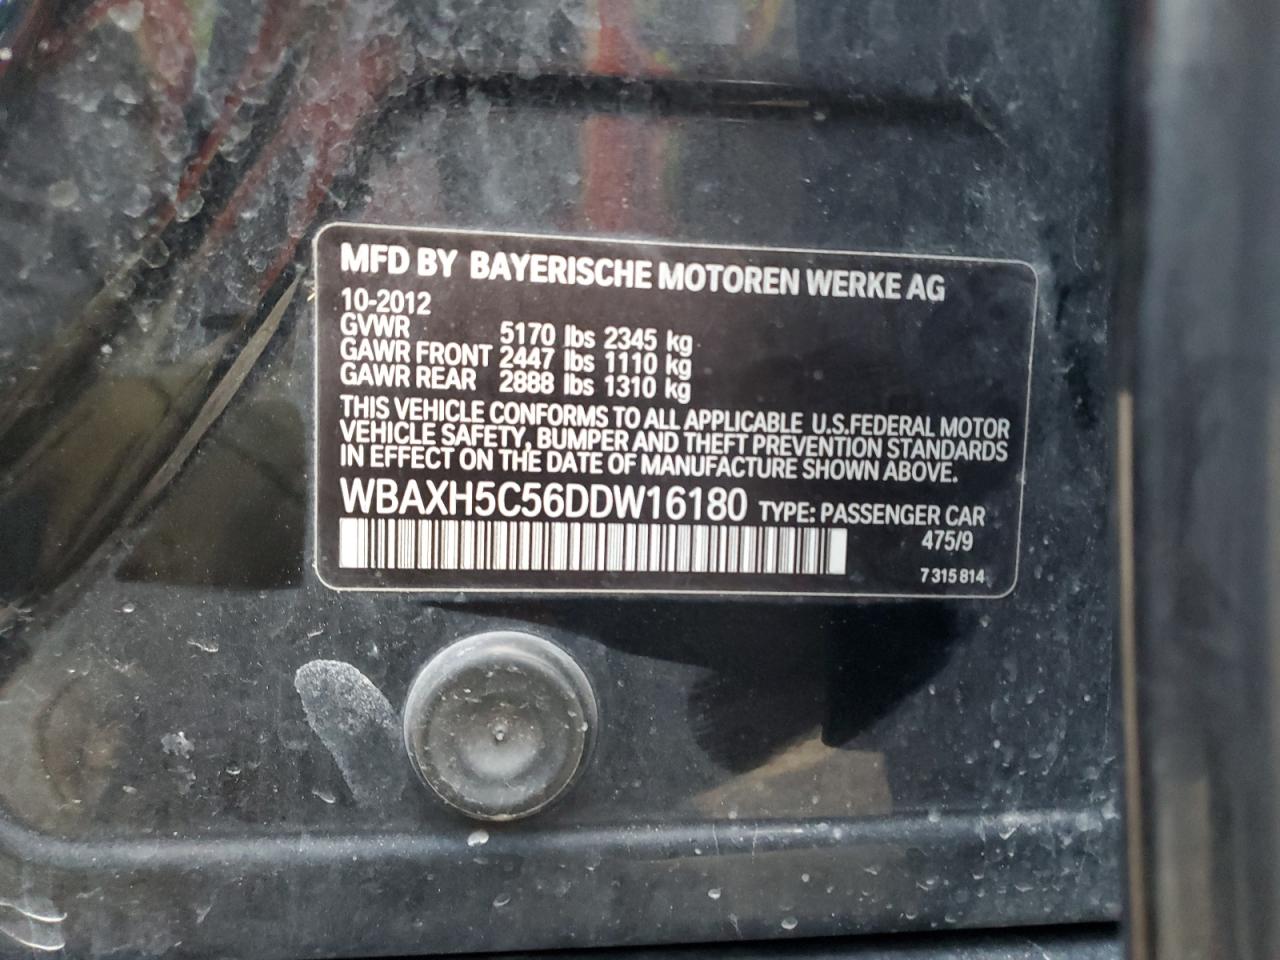 MFD BY BAYERISCHE MOTOREN WERKE AG
10-2012
GVWR 5170 lbs 2345 kg
GAWR FRONT 2447 lbs 1110 kg
GAWR REAR 2888 lbs 1310 kg
THIS VEHICLE CONFORMS TO ALL APPLICABLE U.S.FEDERAL MOTOR
VEHICLE SAFETY, BUMPER AND THEFT PREVENTION STANDARDS
IN EFFECT ON THE DATE OF MANUFACTURE SHOWN ABOVE.
WBAXH5C56DDW16180 TYPE: PASSENGER CAR
475/9
7 315 814